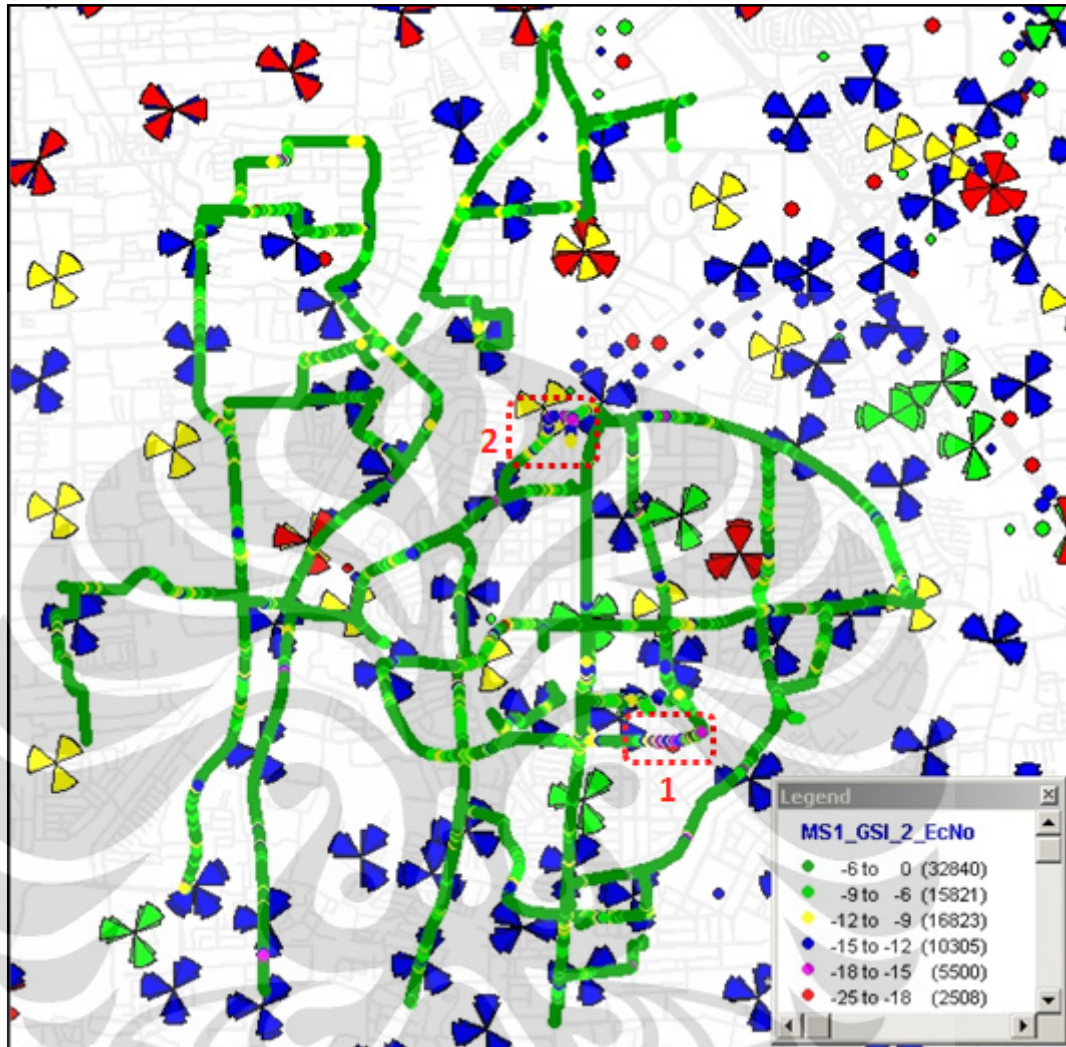 2
1
Legend
MS1_GSI_2_EcNo
-6 to 0 (32840)
-9 to -6 (15821)
-12 to -9 (16823)
-15 to -12 (10305)
-18 to -15 (5500)
-25 to -18 (2508)